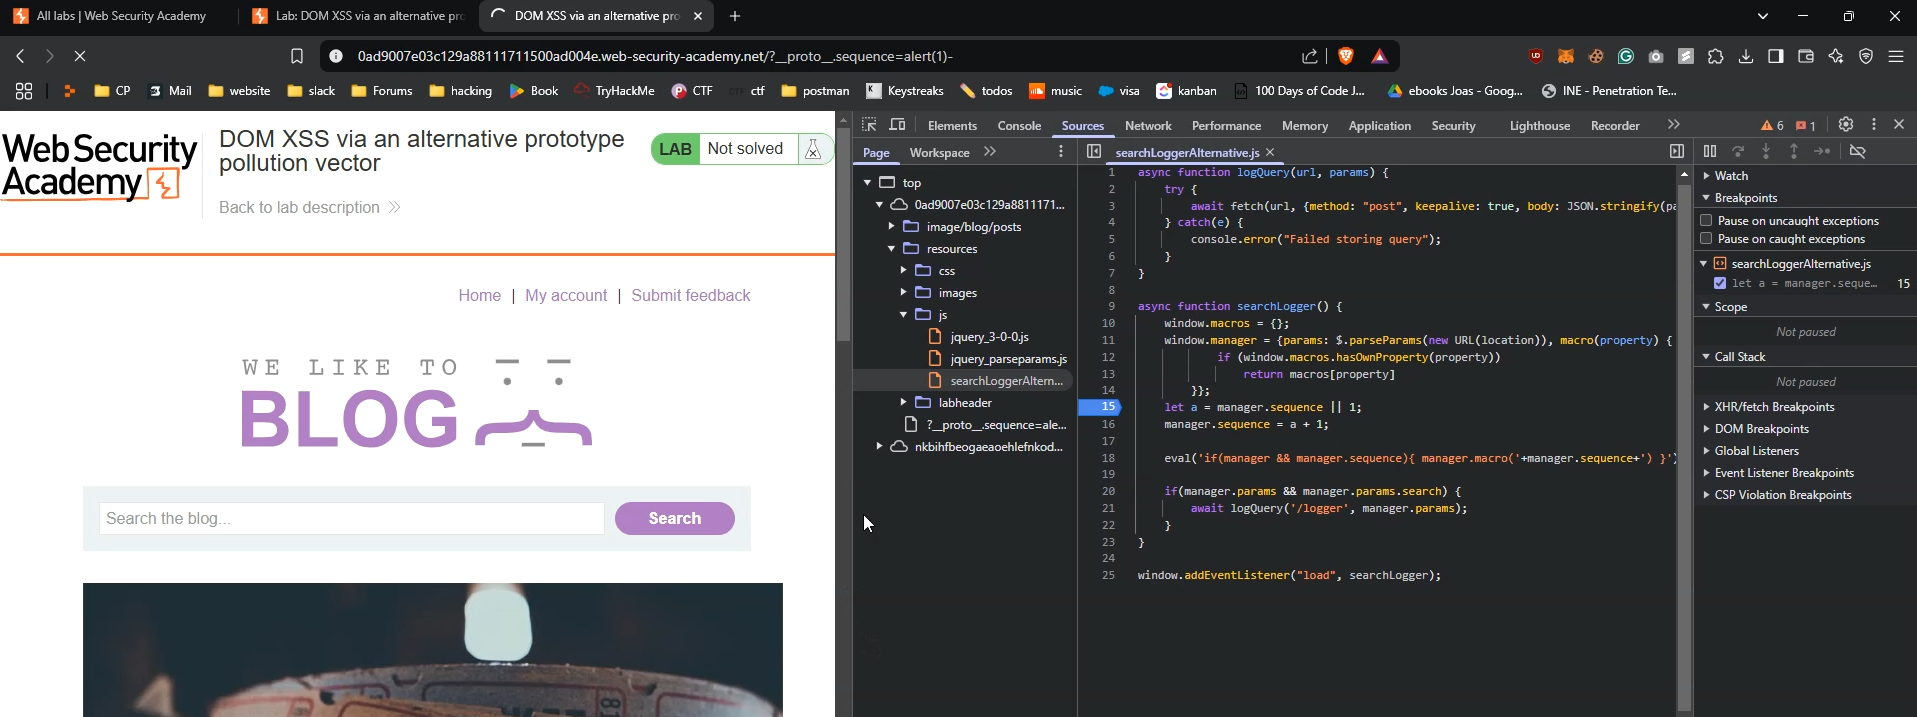 All labs | Web Security Academy
Lab: DOM XSS via an alternative pro
DOM XSS via an alternative pro
0ad9007e03c129a88111711500ad004e.web-security-academy.net/?__proto__.sequence=alert(1)-
CP
Mail
website
slack
Forums
hacking
Book
TryHackMe
CTF
ctf
postman
Keystreaks
todos
music
visa
kanban
100 Days of Code J...
ebooks Joas - Goog...
INE - Penetration Te...
Web Security
Academy
DOM XSS via an alternative prototype
pollution vector
Back to lab description
LAB Not solved
Home | My account | Submit feedback
WE LIKE TO
BLOG
Search the blog...
Search
Elements
Console
Sources
Network
Performance
Memory
Application
Security
Lighthouse
Recorder
6
1
Page
Workspace
searchLoggerAlternative.js
top
0ad9007e03c129a8811171...
image/blog/posts
resources
css
images
js
jquery_3-0-0.js
jquery_parseparams.js
searchLoggerAltern...
labheader
?__proto__.sequence=ale...
nkbihfbeogaeaoehlefnkod...
1 async function logQuery(url, params) {
2 try {
3 await fetch(url, {method: "post", keepalive: true, body: JSON.stringify(pa
4 } catch(e) {
5 console.error("Failed storing query");
6 }
7 }
8
9 async function searchLogger() {
10 window.macros = {};
11 window.manager = {params: $.parseParams(new URL(location)), macro(property) {
12 if (window.macros.hasOwnProperty(property))
13 return macros[property]
14 }};
15 let a = manager.sequence || 1;
16 manager.sequence = a + 1;
17
18 eval('if(manager && manager.sequence){ manager.macro('+manager.sequence+') }')
19
20 if(manager.params && manager.params.search) {
21 await logQuery('/logger', manager.params);
22 }
23 }
24
25 window.addEventListener("load", searchLogger);
Watch
Breakpoints
Pause on uncaught exceptions
Pause on caught exceptions
searchLoggerAlternative.js
let a = manager.seque... 15
Scope
Not paused
Call Stack
Not paused
XHR/fetch Breakpoints
DOM Breakpoints
Global Listeners
Event Listener Breakpoints
CSP Violation Breakpoints